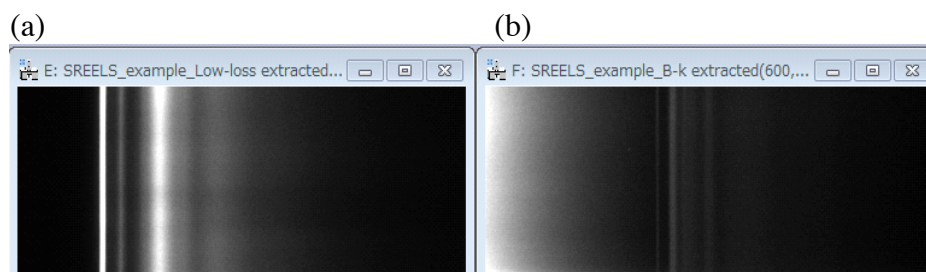 (a)
(b)
E: SREELS_example_Low-loss extracted...
F: SREELS_example_B-k extracted(600,...